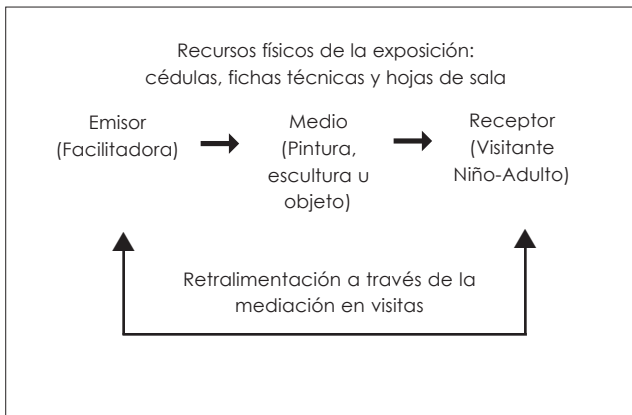 Recursos físicos de la exposición:
cédulas, fichas técnicas y hojas de sala
Emisor
(Facilitadora)
Medio
(Pintura,
escultura u
objeto)
Receptor
(Visitante
Niño-Adulto)
Retralimentación a través de la
mediación en visitas